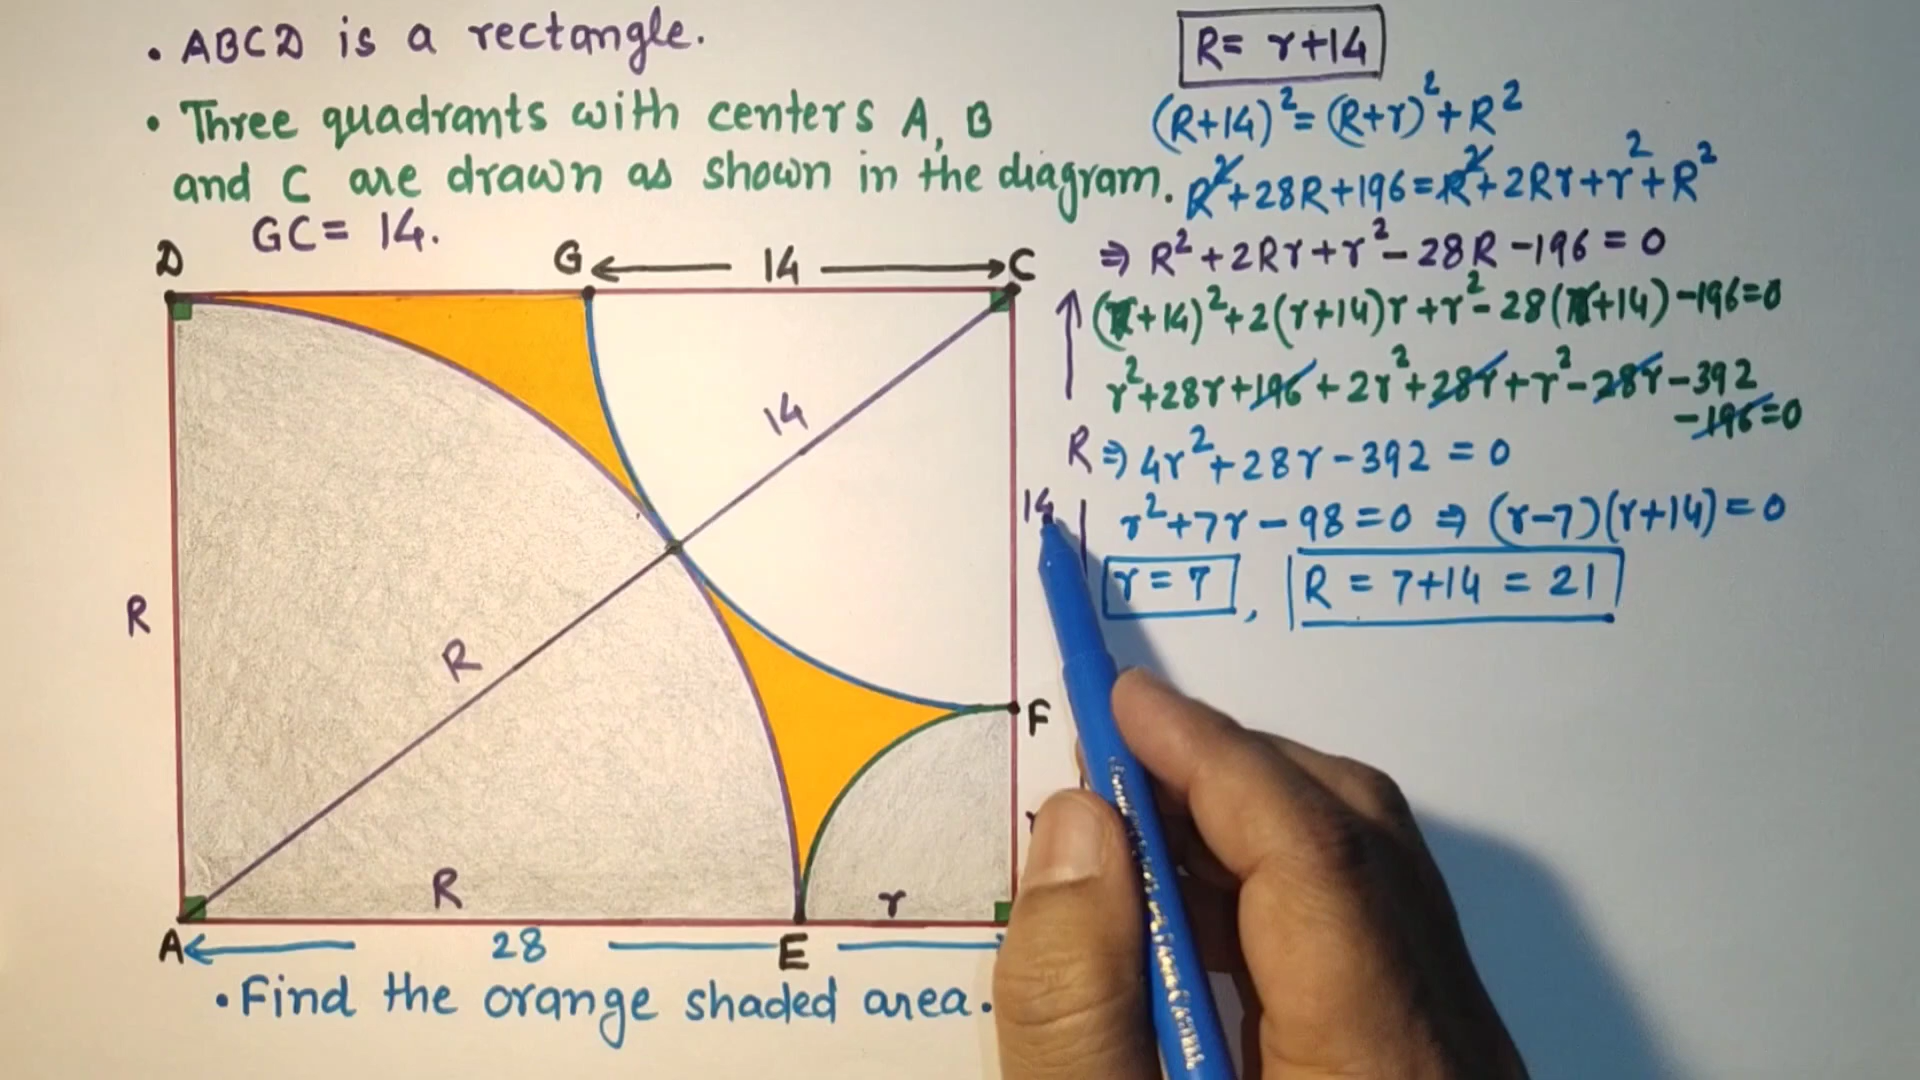 • ABCD is a rectangle.
• Three quadrants with centers A, B
and C are drawn as shown in the diagram.
GC = 14.
D G 14 C
14
R
R
R
r
F
A 28 E
• Find the orange shaded area.
R = r+14
(R+14)² = (R+r)² + R²
R²+28R+196 = R²+2Rr+r²+R²
⇒ R²+2Rr+r²-28R-196 = 0
(r+14)²+2(r+14)r+r²-28(r+14)-196=0
r²+28r+196+2r²+28r+r²-28r-392
-196=0
R ⇒ 4r²+28r-392 = 0
14 r²+7r-98=0 ⇒ (r-7)(r+14)=0
r = 7, R = 7+14 = 21